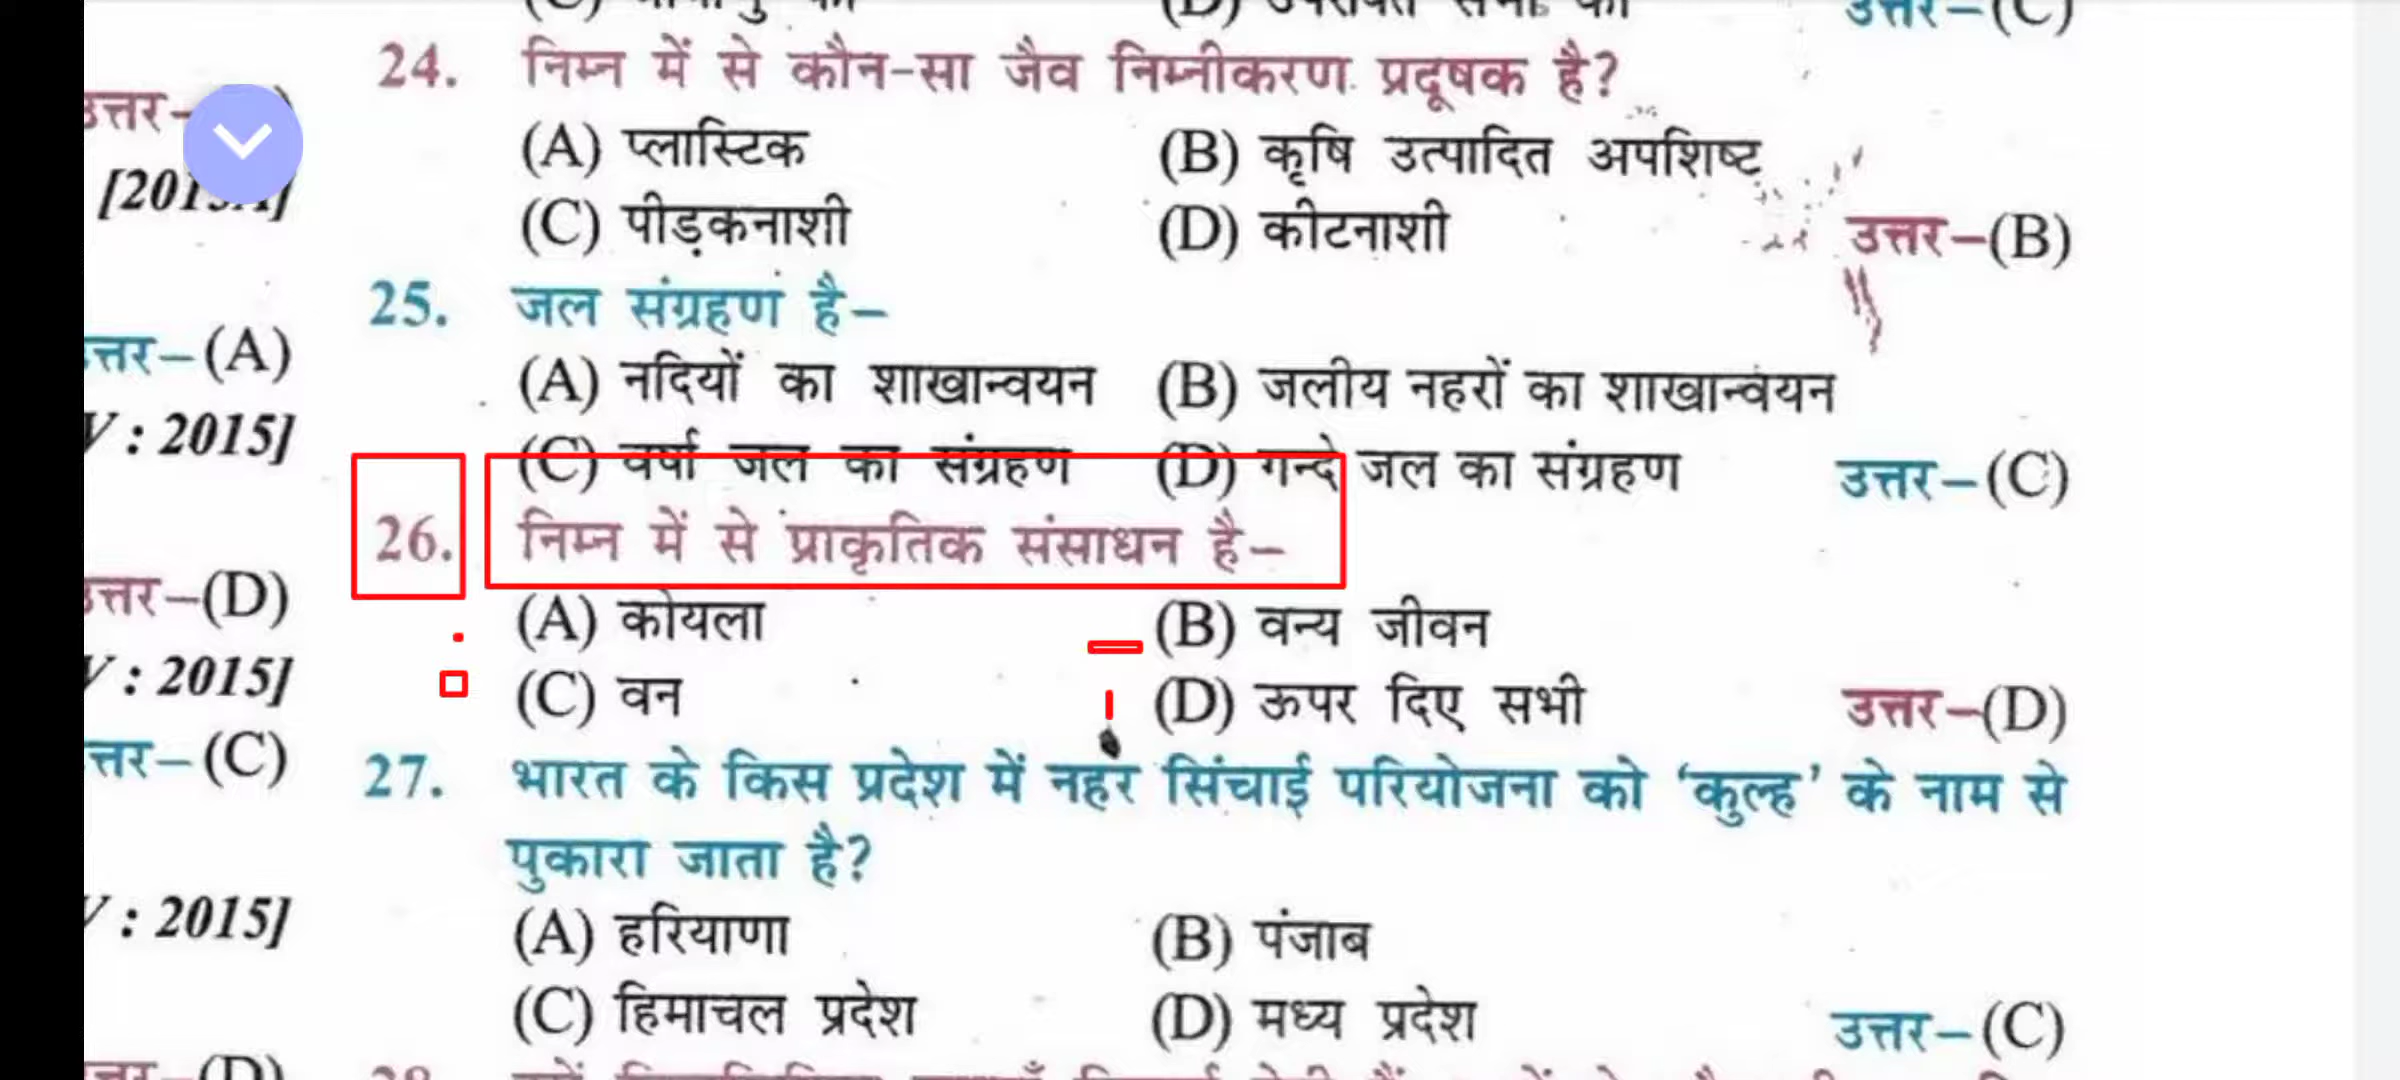 24. निम्न में से कौन-सा जैव निम्नीकरण प्रदूषक है?
उत्तर–
(A) प्लास्टिक (B) कृषि उत्पादित अपशिष्ट
(C) पीड़कनाशी (D) कीटनाशी उत्तर–(B)
25. जल संग्रहण है–
त्तर–(A)
(A) नदियों का शाखान्वयन (B) जलीय नहरों का शाखान्वयन
: 2015]
(C) वर्षा जल का संग्रहण (D) गन्दे जल का संग्रहण उत्तर–(C)
26. निम्न में से प्राकृतिक संसाधन है–
उत्तर–(D)
(A) कोयला (B) वन्य जीवन
: 2015]
(C) वन (D) ऊपर दिए सभी उत्तर–(D)
त्तर–(C)
27. भारत के किस प्रदेश में नहर सिंचाई परियोजना को ‘कुल्ह’ के नाम से
पुकारा जाता है?
: 2015]
(A) हरियाणा (B) पंजाब
(C) हिमाचल प्रदेश (D) मध्य प्रदेश उत्तर–(C)